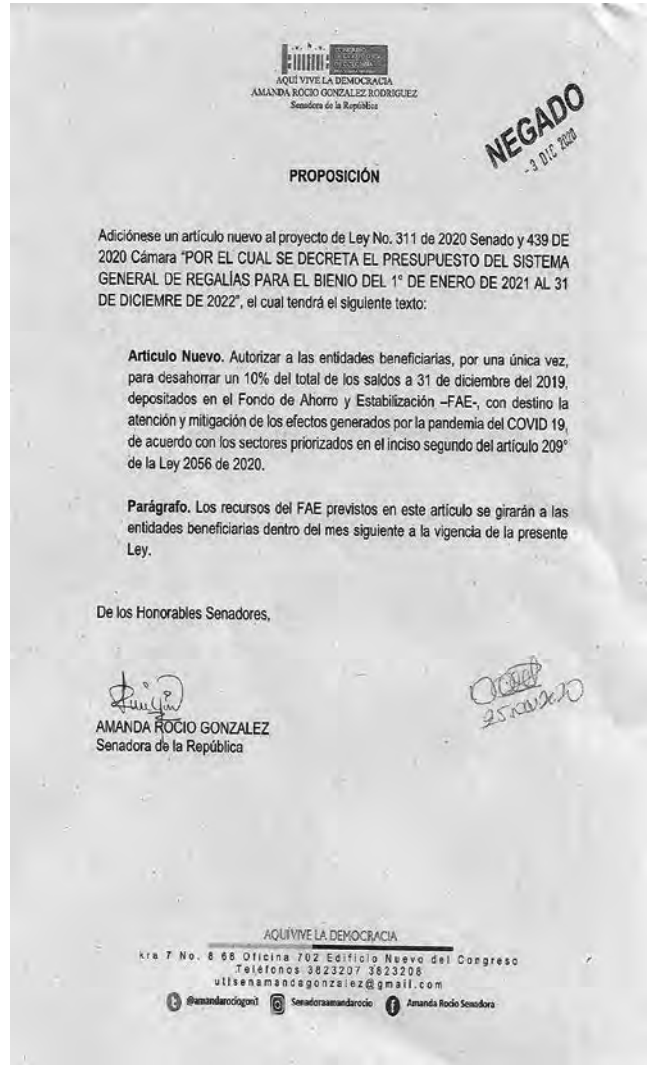 AQUÍ VIVE LA DEMOCRACIA
AMANDA ROCIO GONZALEZ RODRIGUEZ
Senadora de la República
NEGADO
- 3 DIC 2020
PROPOSICIÓN
Adiciónese un artículo nuevo al proyecto de Ley No. 311 de 2020 Senado y 439 DE
2020 Cámara “POR EL CUAL SE DECRETA EL PRESUPUESTO DEL SISTEMA
GENERAL DE REGALÍAS PARA EL BIENIO DEL 1° DE ENERO DE 2021 AL 31
DE DICIEMBRE DE 2022”, el cual tendrá el siguiente texto:
Artículo Nuevo. Autorizar a las entidades beneficiarias, por una única vez,
para desahorrar un 10% del total de los saldos a 31 de diciembre del 2019,
depositados en el Fondo de Ahorro y Estabilización –FAE-, con destino la
atención y mitigación de los efectos generados por la pandemia del COVID 19,
de acuerdo con los sectores priorizados en el inciso segundo del artículo 209°
de la Ley 2056 de 2020.
Parágrafo. Los recursos del FAE previstos en este artículo se girarán a las
entidades beneficiarias dentro del mes siguiente a la vigencia de la presente
Ley.
De los Honorables Senadores,
AMANDA ROCIO GONZALEZ
Senadora de la República
25 NOV 2020
AQUÍ VIVE LA DEMOCRACIA
kra 7 No. 8 68 Oficina 702 Edificio Nuevo del Congreso
Teléfonos 3823207 3823208
utlsenamandagonzalez@gmail.com
@amandarociogon1 Senadoraamandarocio Amanda Rocio Senadora